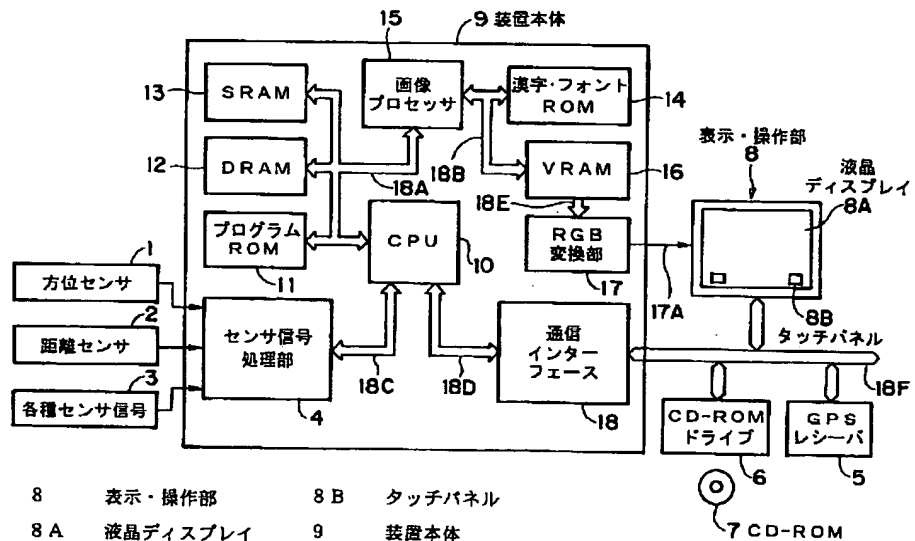 15
9 装置本体
13
SRAM
画像
プロセッサ
漢字・フォント
ROM
14
12
DRAM
18A
18B
VRAM
16
18E
表示・操作部
8
液晶
ディスプレイ
8A
プログラム
ROM
11
CPU
10
RGB
変換部
17
17A
8B
タッチパネル
1
方位センサ
2
距離センサ
3
各種センサ信号
センサ信号
処理部
4
18C
18D
通信
インター
フェース
18
18F
CD-ROM
ドライブ
6
GPS
レシーバ
5
7 CD-ROM
8 表示・操作部 8B タッチパネル
8A 液晶ディスプレイ 9 装置本体